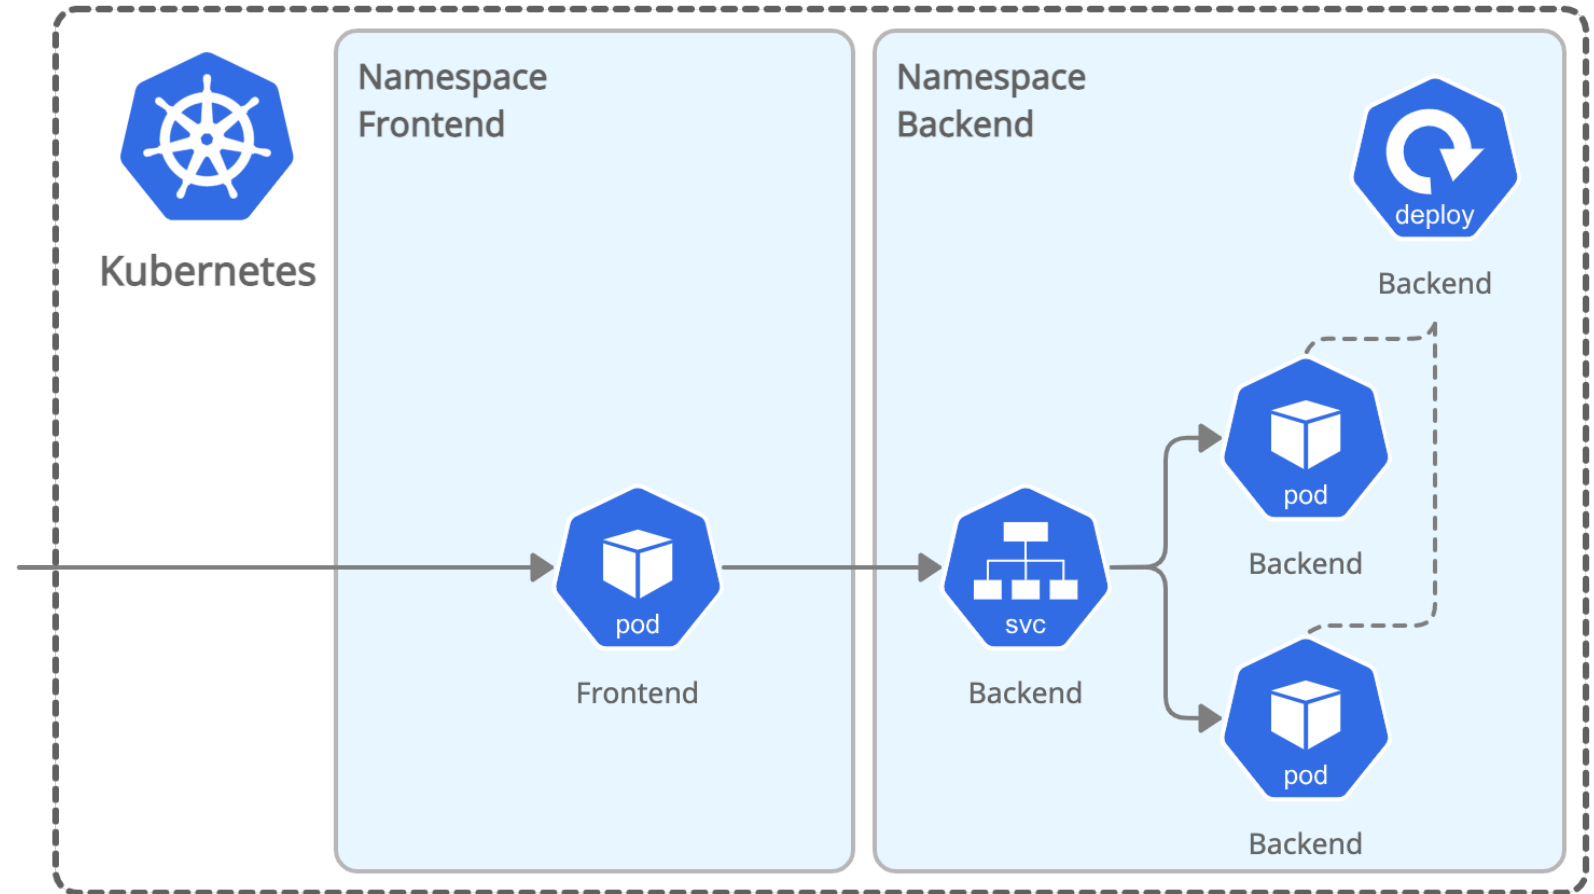 Kubernetes
Namespace
Frontend
pod
Frontend
Namespace
Backend
deploy
Backend
svc
Backend
pod
Backend
pod
Backend